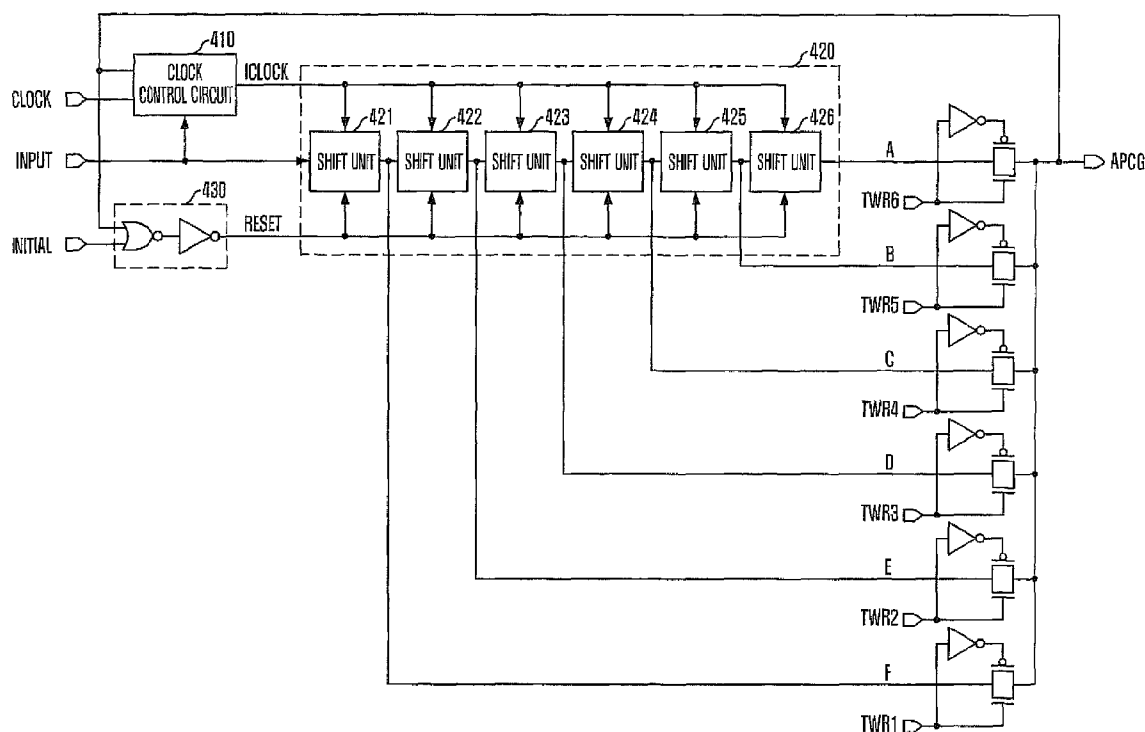 410
420
CLOCK
CONTROL CIRCUIT
ICLOCK
CLOCK
421
422
423
424
425
426
INPUT
SHIFT UNIT
SHIFT UNIT
SHIFT UNIT
SHIFT UNIT
SHIFT UNIT
SHIFT UNIT
A
APCG
TWR6
430
RESET
INITIAL
B
TWR5
C
TWR4
D
TWR3
E
TWR2
F
TWR1